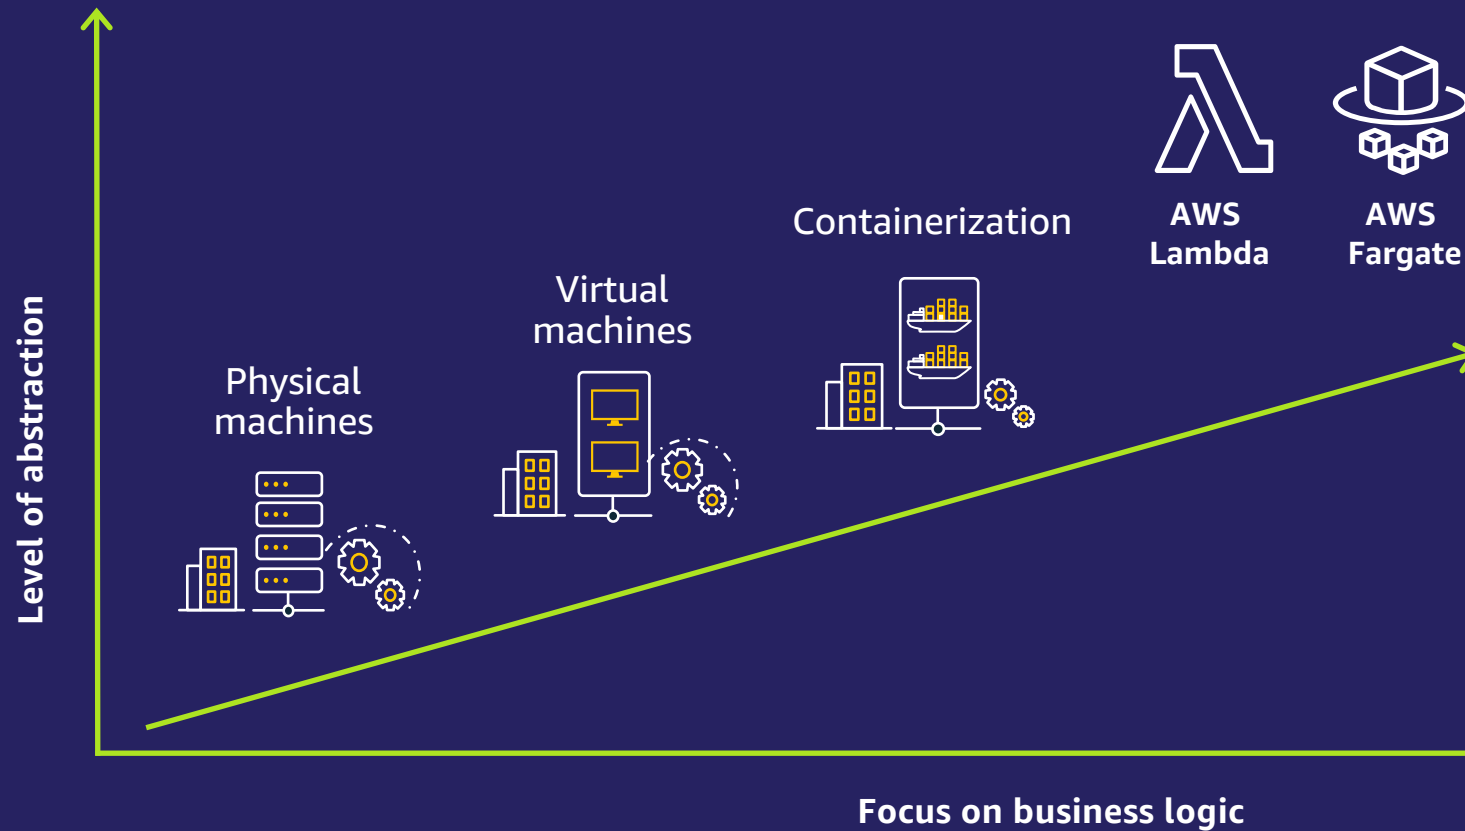 Level of abstraction
Physical
machines
Virtual
machines
Containerization
AWS
Lambda
AWS
Fargate
Focus on business logic